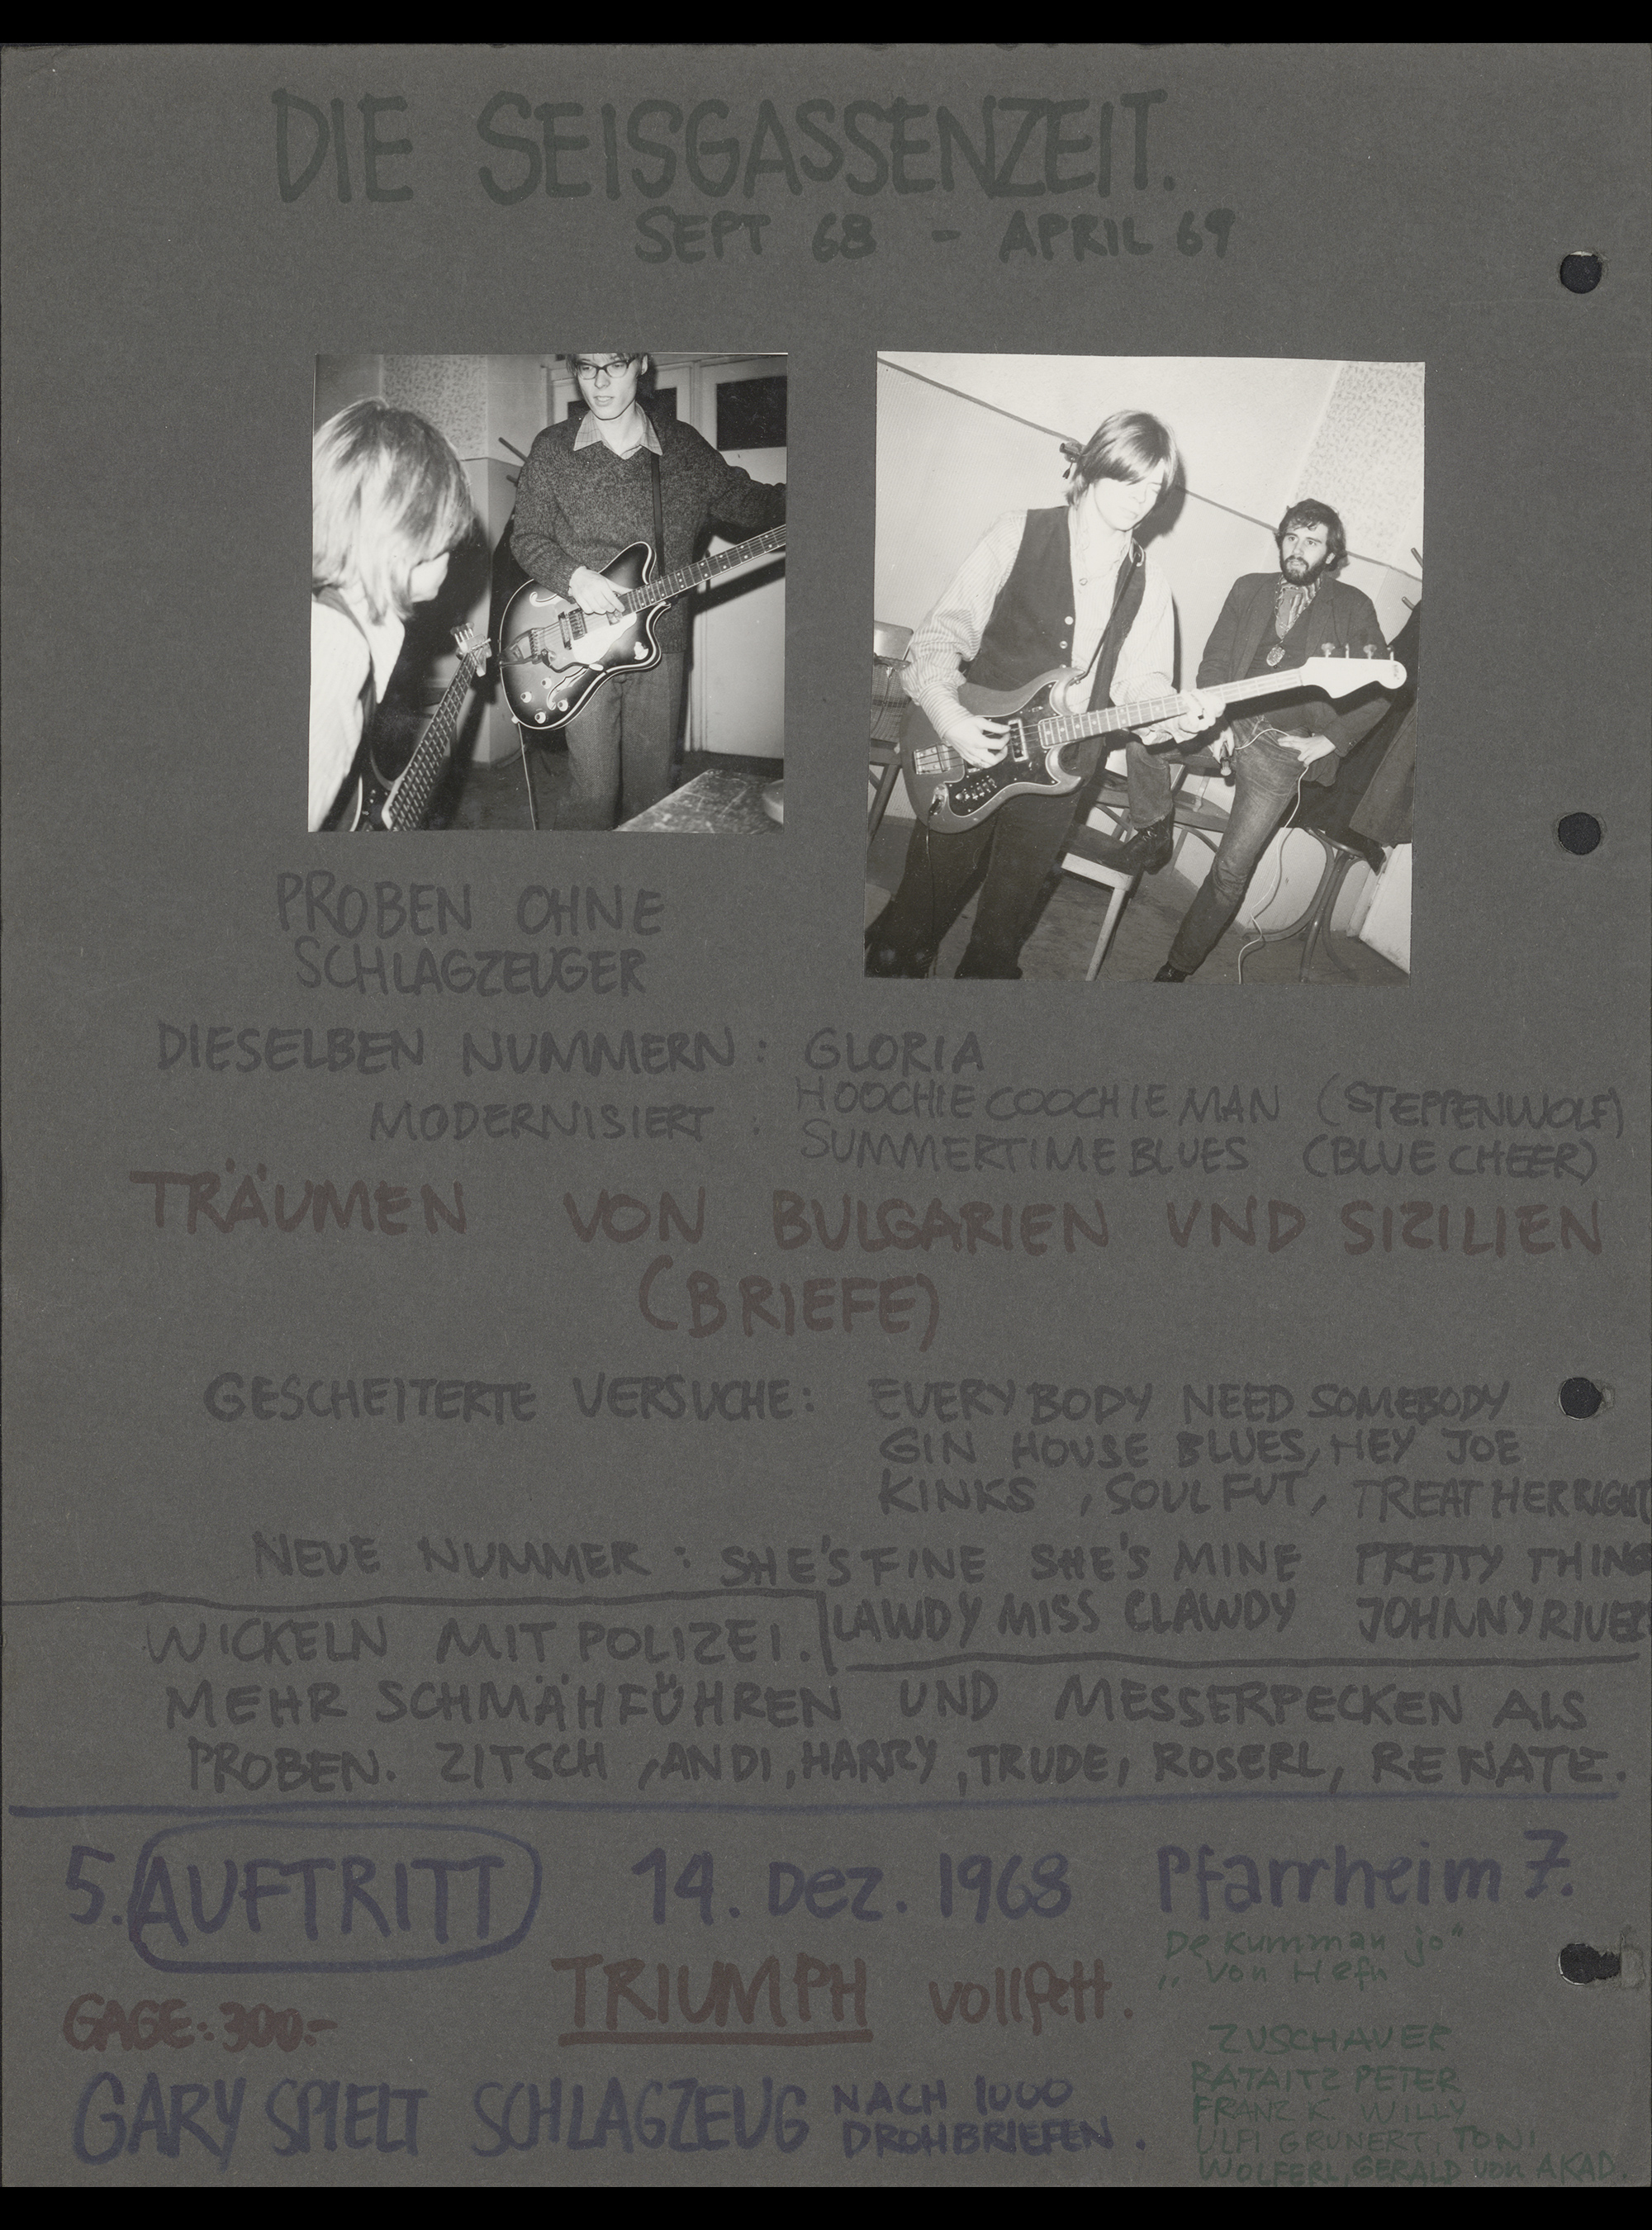 DIE SEISGASSENZEIT.
SEPT 68 - APRIL 69
PROBEN OHNE
SCHLAGZEUGER
DIESELBEN NUMMERN: GLORIA
MODERNISIERT : HOOCHIE COOCHIE MAN (STEPPENWOLF)
SUMMERTIME BLUES (BLUE CHEER)
TRÄUMEN VON BULGARIEN UND SIZILIEN
(BRIEFE)
GESCHEITERTE VERSUCHE: EVERYBODY NEED SOMEBODY
GIN HOUSE BLUES, HEY JOE
KINKS, SOUL FUT, TREAT HER RIGHT
NEUE NUMMER: SHE'S FINE SHE'S MINE PRETTY THING
LAWDY MISS CLAWDY JOHNNY RIVER
WICKELN MIT POLIZEI.
MEHR SCHMÄHFÜHREN UND MESSERPECKEN ALS
PROBEN. ZITSCH, ANDI, HARRY, TRUDE, ROSERL, RENATE.
5. AUFTRITT 14. Dez. 1968 Pfarrheim 7.
TRIUMPH vollfett.
De Kumman jo"
„ von Hefn
GAGE: 300.-
GARY SPIELT SCHLAGZEUG NACH 1000
DROHBRIEFEN.
ZUSCHAUER
RATAITZ PETER
FRANZ K. WILLY
ULFI GRUNERT, TONI
WOLFERL, GERALD von AKAD.